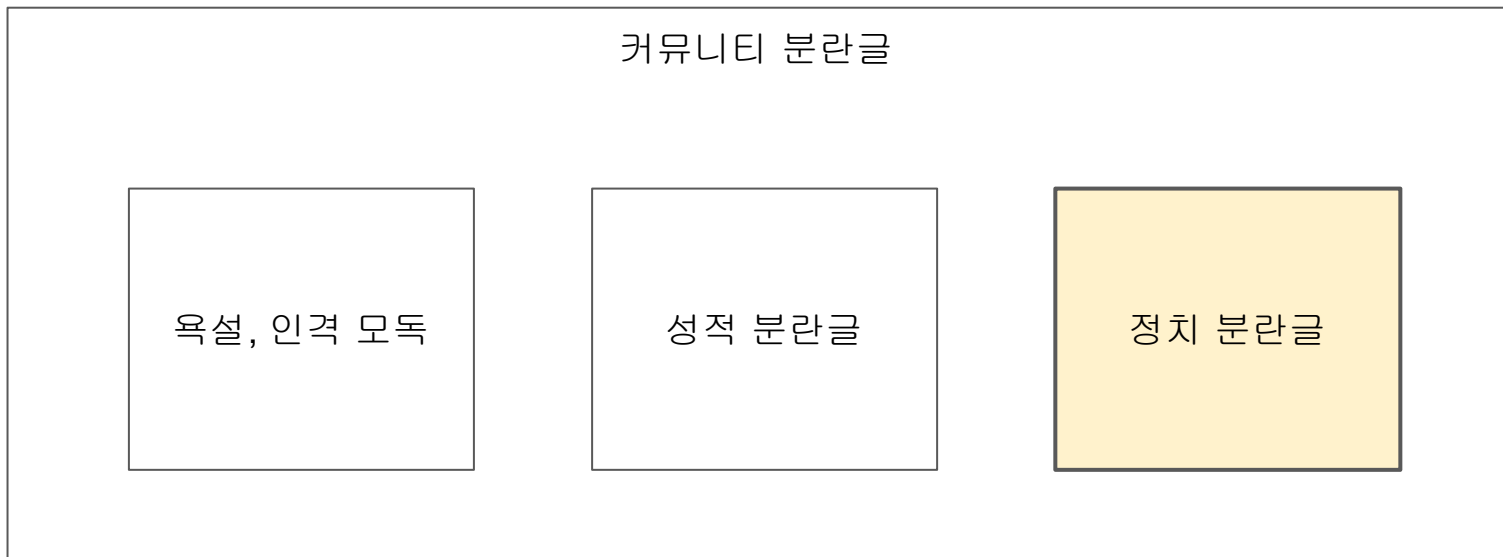 커뮤니티 분란글
욕설, 인격 모독
성적 분란글
정치 분란글